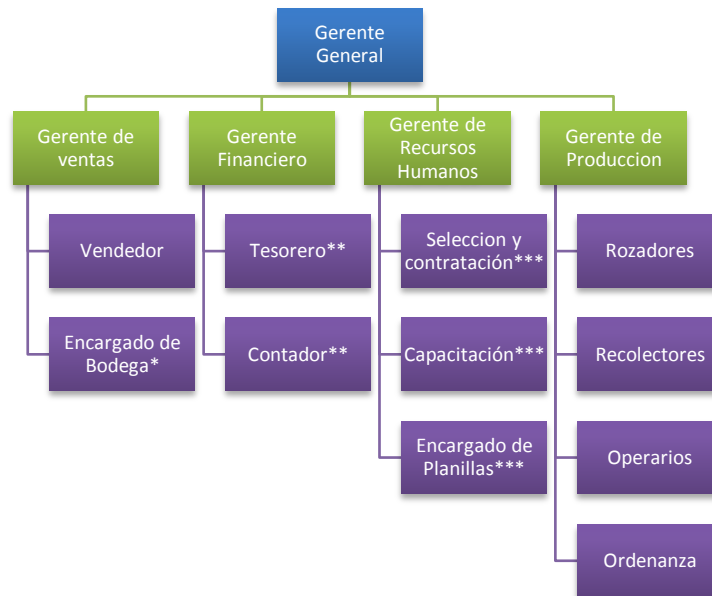 Gerente
General
Gerente de
ventas
Gerente
Financiero
Gerente de
Recursos
Humanos
Gerente de
Produccion
Vendedor
Tesorero**
Seleccion y
contratación***
Rozadores
Encargado de
Bodega*
Contador**
Capacitación***
Recolectores
Encargado de
Planillas***
Operarios
Ordenanza